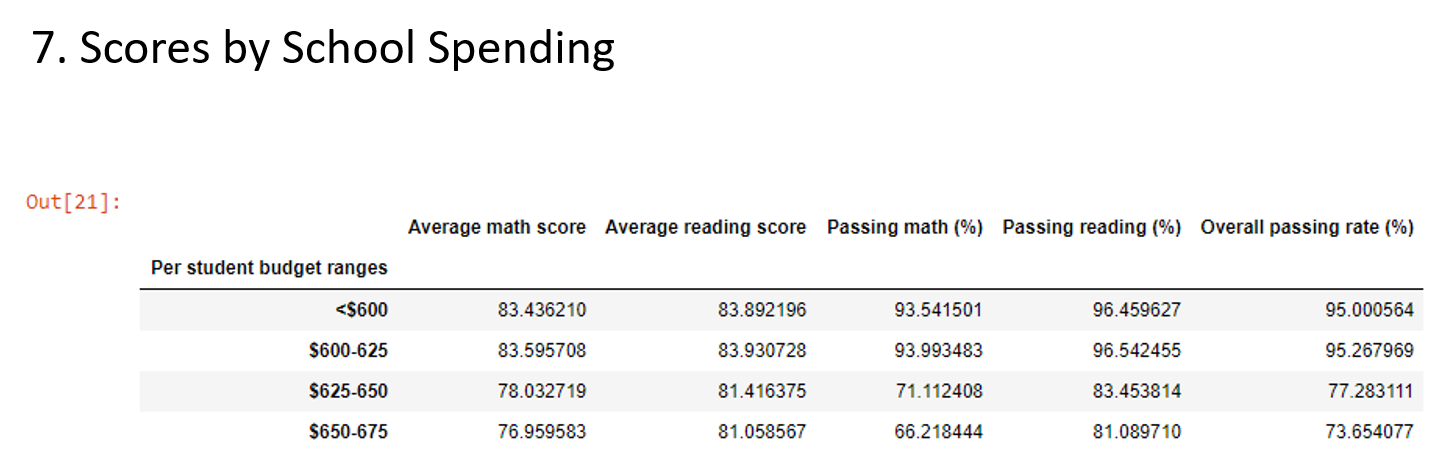 7. Scores by School Spending
Out[21]:
Average math score Average reading score Passing math (%) Passing reading (%) Overall passing rate (%)
Per student budget ranges
<$600 83.436210 83.892196 93.541501 96.459627 95.000564
$600-625 83.595708 83.930728 93.993483 96.542455 95.267969
$625-650 78.032719 81.416375 71.112408 83.453814 77.283111
$650-675 76.959583 81.058567 66.218444 81.089710 73.654077